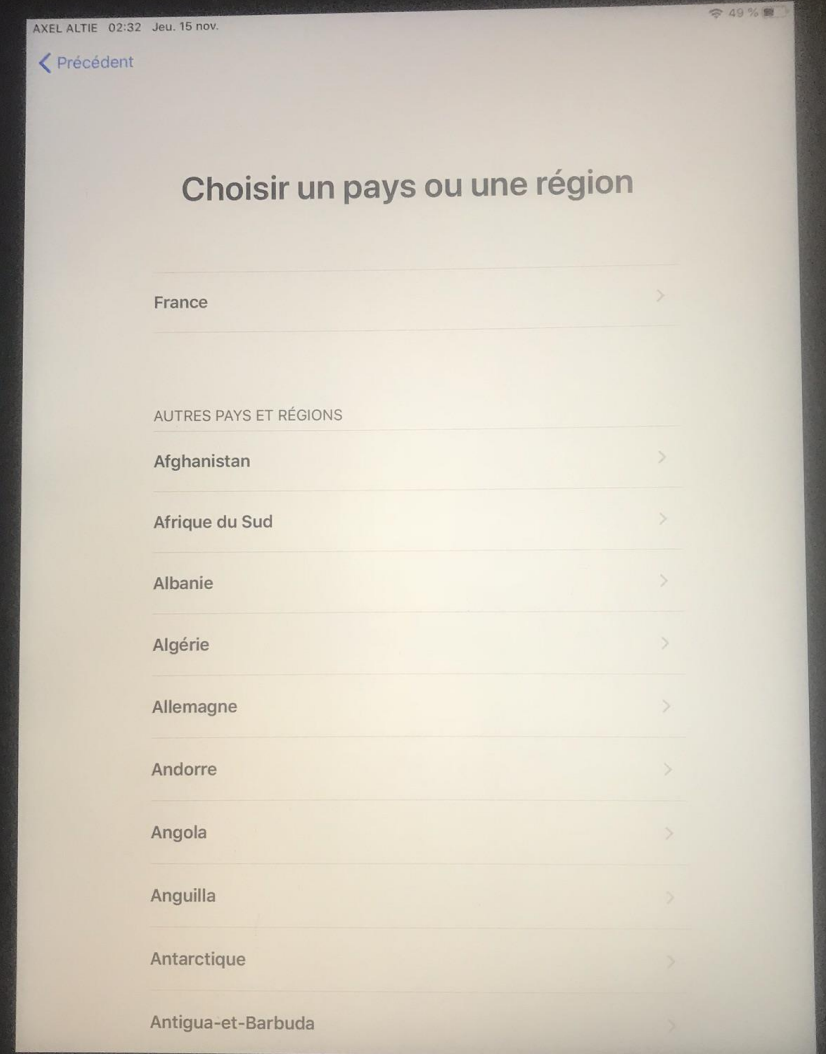 AXEL ALTIE 02:32 Jeu. 15 nov. 49 %
Précédent
Choisir un pays ou une région
France
AUTRES PAYS ET RÉGIONS
Afghanistan
Afrique du Sud
Albanie
Algérie
Allemagne
Andorre
Angola
Anguilla
Antarctique
Antigua-et-Barbuda